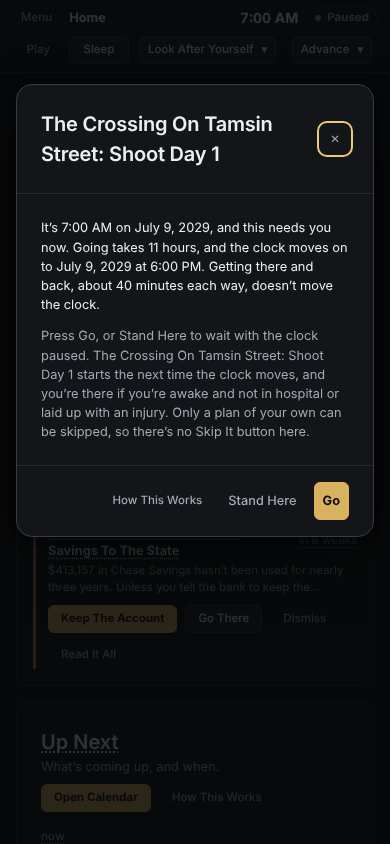 Menu Home 7:00 AM Paused
Play Sleep Look After Yourself ▾ Advance ▾
The Crossing On Tamsin
Street: Shoot Day 1
×
It's 7:00 AM on July 9, 2029, and this needs you
now. Going takes 11 hours, and the clock moves on
to July 9, 2029 at 6:00 PM. Getting there and
back, about 40 minutes each way, doesn't move
the clock.
Press Go, or Stand Here to wait with the clock
paused. The Crossing On Tamsin Street: Shoot
Day 1 starts the next time the clock moves, and
you're there if you're awake and not in hospital or
laid up with an injury. Only a plan of your own can
be skipped, so there's no Skip It button here.
How This Works Stand Here Go
Savings To The State
$413,157 in Chase Savings hasn't been used for nearly
three years. Unless you tell the bank to keep the...
Keep The Account Go There Dismiss
Read It All
Up Next
What's coming up, and when.
Open Calendar How This Works
now